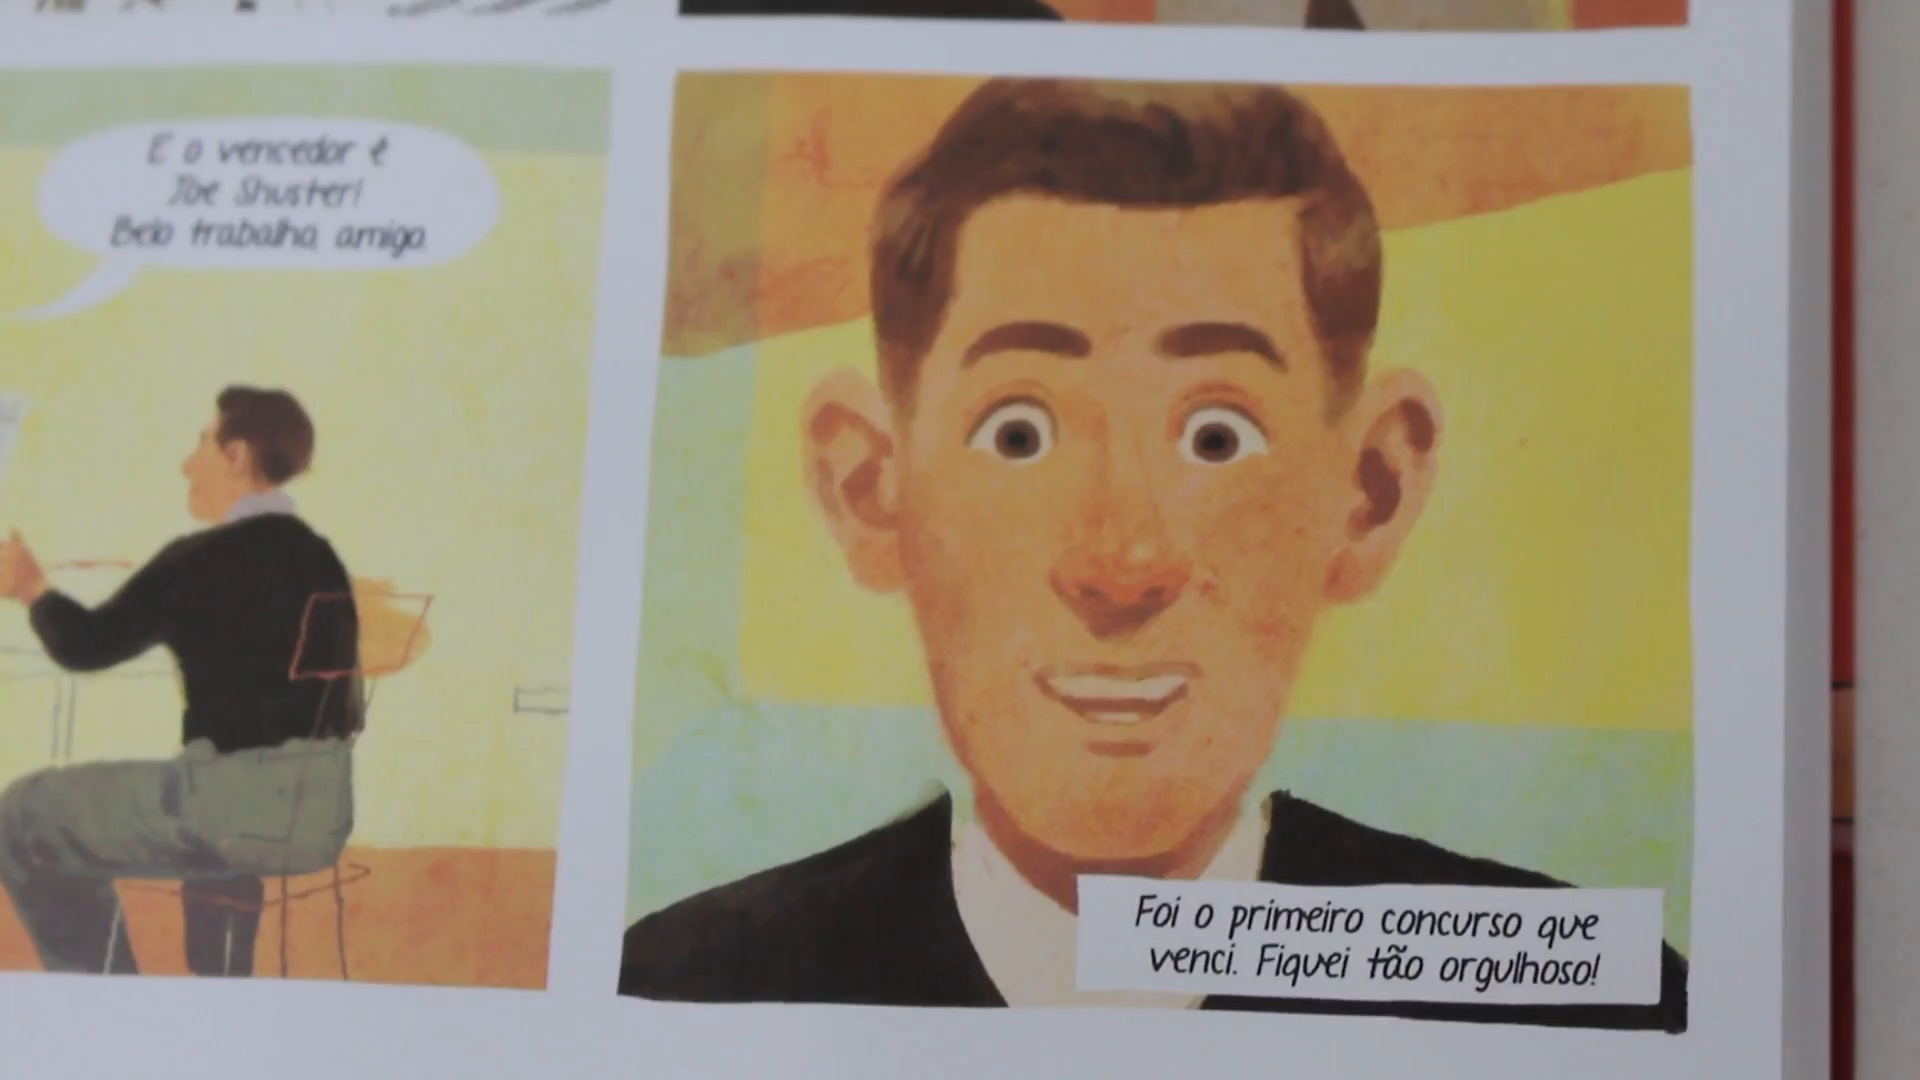 E o vencedor é
Joe Shuster!
Belo trabalho, amigo.
Foi o primeiro concurso que
venci. Fiquei tão orgulhoso!